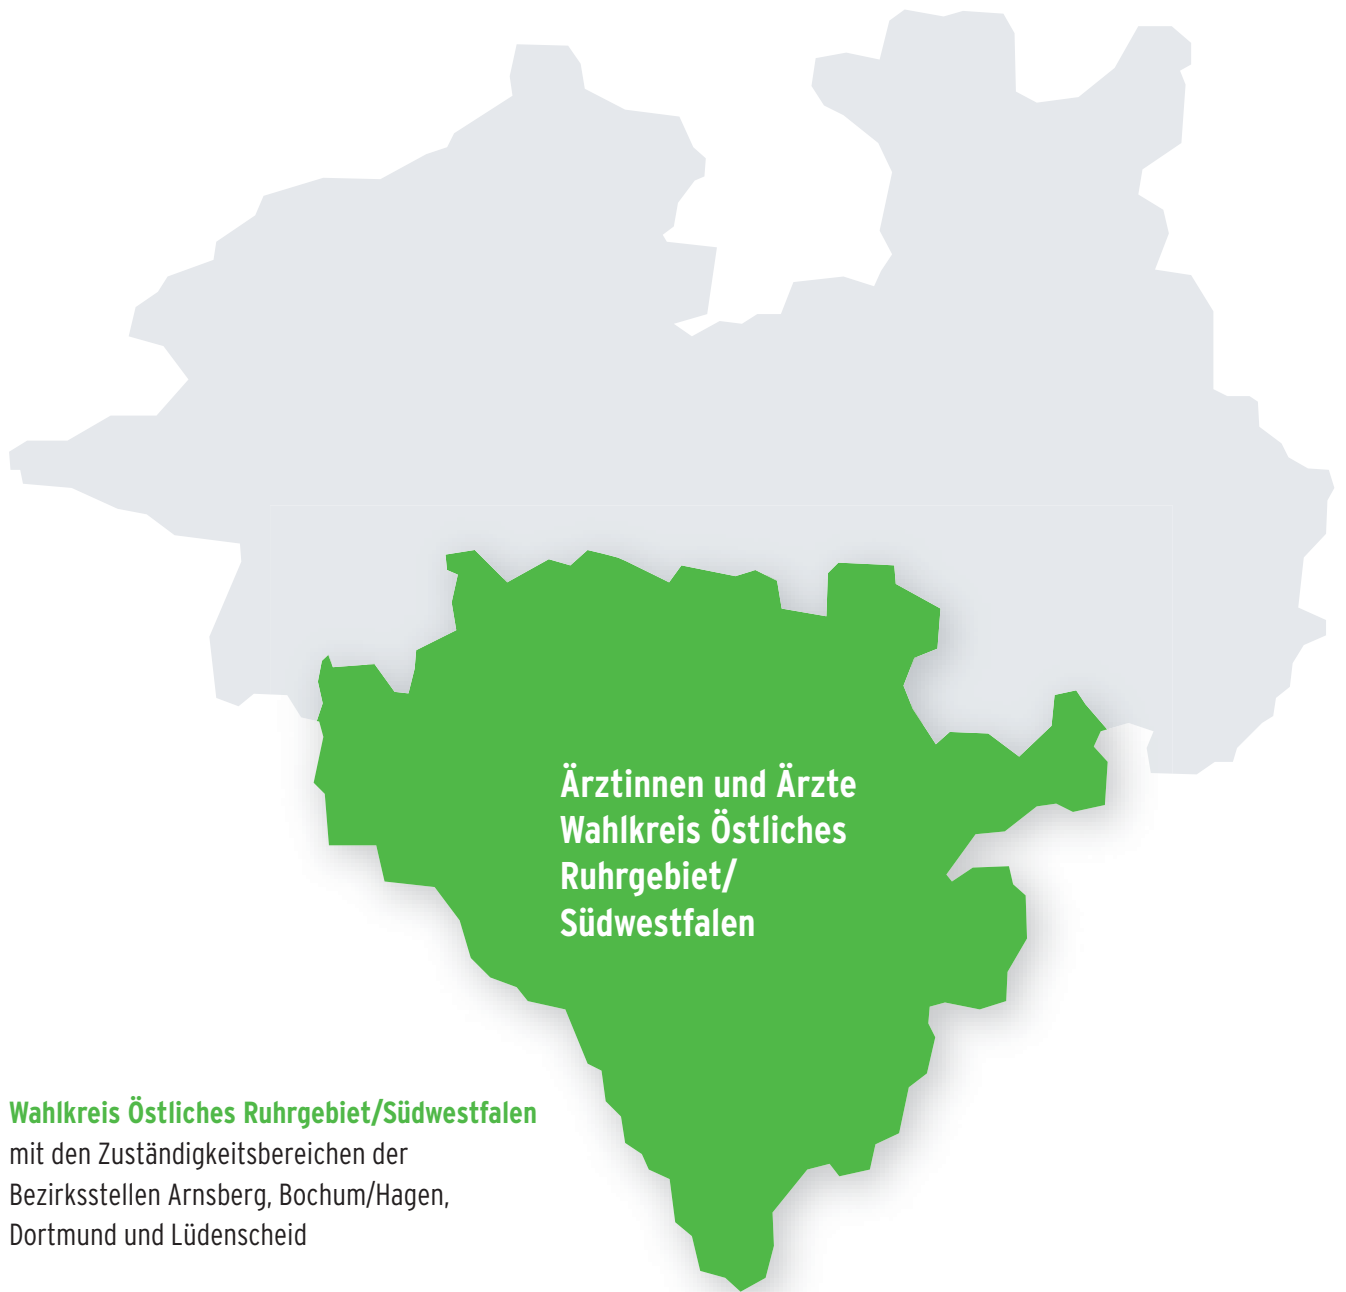 Ärztinnen und Ärzte
Wahlkreis Östliches
Ruhrgebiet/
Südwestfalen
Wahlkreis Östliches Ruhrgebiet/Südwestfalen
mit den Zuständigkeitsbereichen der
Bezirksstellen Arnsberg, Bochum/Hagen,
Dortmund und Lüdenscheid